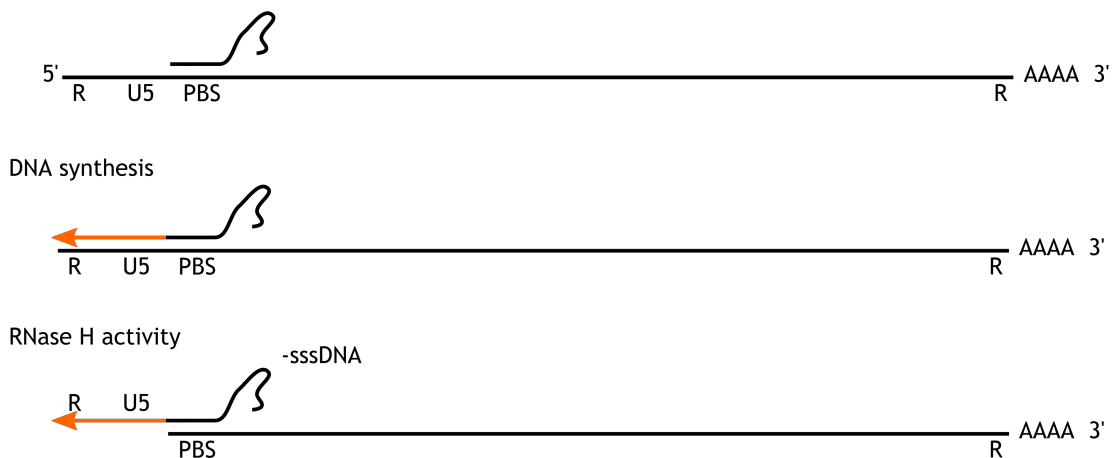 5' AAAA 3'
R U5 PBS R
DNA synthesis
AAAA 3'
R U5 PBS R
RNase H activity
-sssDNA
R U5
AAAA 3'
PBS R